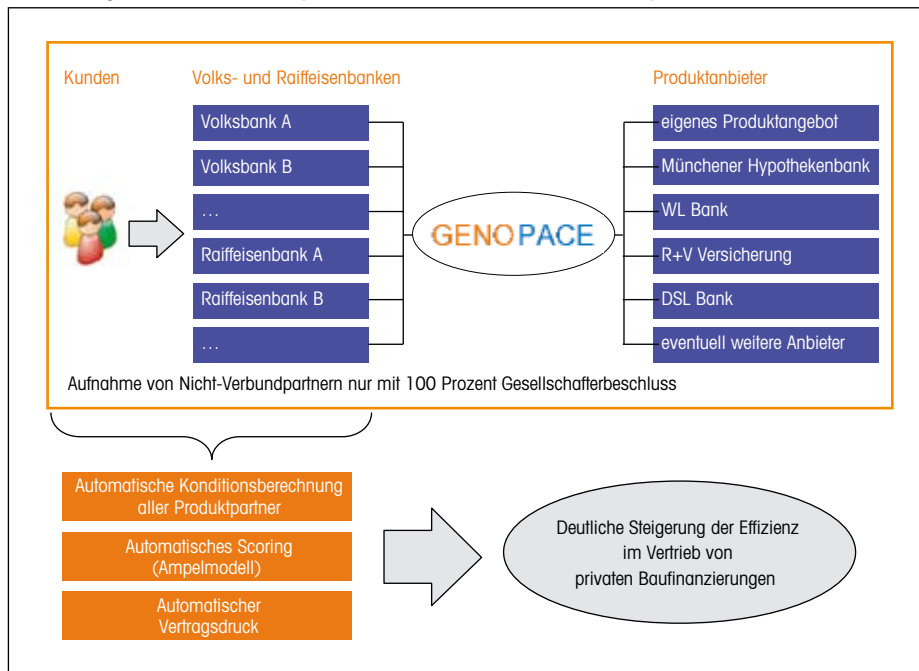 Kunden
Volks- und Raiffeisenbanken
Produktanbieter
Volksbank A
Volksbank B
...
Raiffeisenbank A
Raiffeisenbank B
...
GENOPACE
eigenes Produktangebot
Münchener Hypothekenbank
WL Bank
R+V Versicherung
DSL Bank
eventuell weitere Anbieter
Aufnahme von Nicht-Verbundpartnern nur mit 100 Prozent Gesellschafterbeschluss
Automatische Konditionsberechnung
aller Produktpartner
Automatisches Scoring
(Ampelmodell)
Automatischer
Vertragsdruck
Deutliche Steigerung der Effizienz
im Vertrieb von
privaten Baufinanzierungen